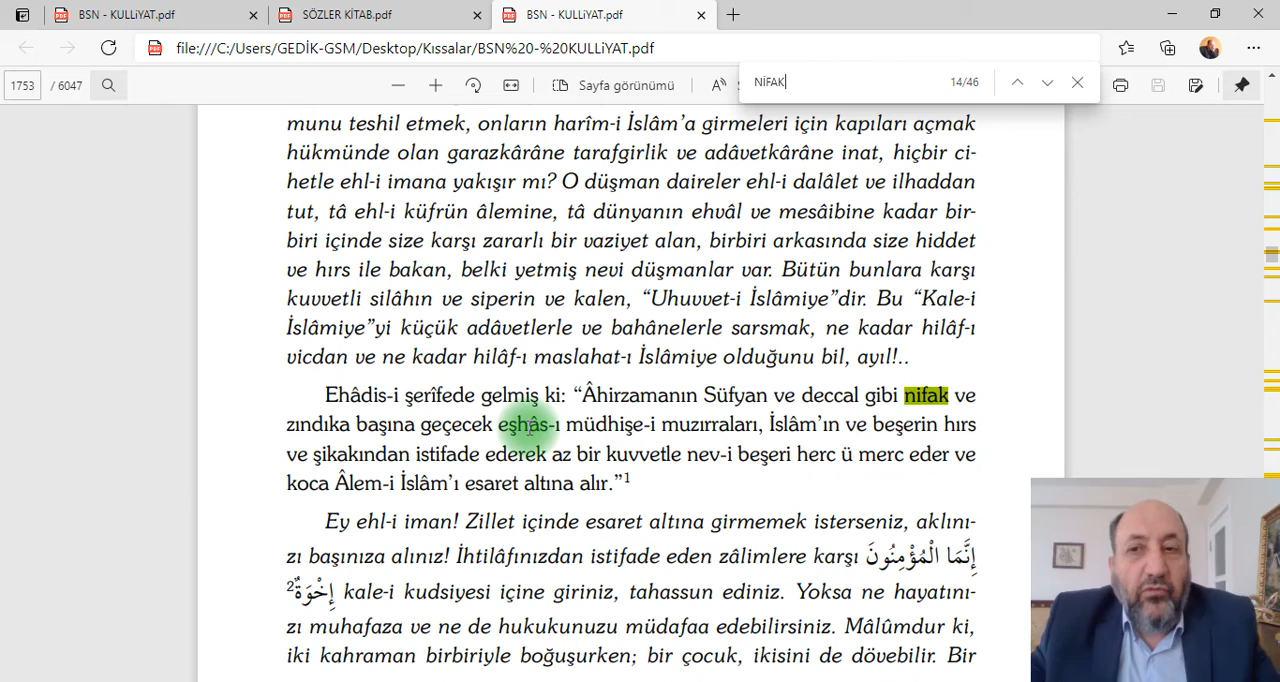 BSN - KULLiYAT.pdf
SÖZLER KİTAB.pdf
BSN - KULLiYAT.pdf
file:///C:/Users/GEDİK-GSM/Desktop/Kıssalar/BSN%20-%20KULLiYAT.pdf
1753 / 6047
Sayfa görünümü
NİFAK
14/46
munu teshil etmek, onların harîm-i İslâm’a girmeleri için kapıları açmak
hükmünde olan garazkârâne tarafgirlik ve adâvetkârâne inat, hiçbir ci-
hetle ehl-i imana yakışır mı? O düşman daireler ehl-i dalâlet ve ilhaddan
tut, tâ ehl-i küfrün âlemine, tâ dünyanın ehvâl ve mesâibine kadar bir-
biri içinde size karşı zararlı bir vaziyet alan, birbiri arkasında size hiddet
ve hırs ile bakan, belki yetmiş nevi düşmanlar var. Bütün bunlara karşı
kuvvetli silâhın ve siperin ve kalen, “Uhuvvet-i İslâmiye”dir. Bu “Kale-i
İslâmiye”yi küçük adâvetlerle ve bahânelerle sarsmak, ne kadar hilâf-ı
vicdan ve ne kadar hilâf-ı maslahat-ı İslâmiye olduğunu bil, ayıl!..
Ehâdis-i şerîfede gelmiş ki: “Âhirzamanın Süfyan ve deccal gibi nifak ve
zındıka başına geçecek eşhâs-ı müdhişe-i muzırraları, İslâm’ın ve beşerin hırs
ve şikakından istifade ederek az bir kuvvetle nev-i beşeri herc ü merc eder ve
koca Âlem-i İslâm’ı esaret altına alır.”1
Ey ehl-i iman! Zillet içinde esaret altına girmemek isterseniz, aklını-
zı başınıza alınız! İhtilâfınızdan istifade eden zâlimlere karşı إِنَّمَا الْمُؤْمِنُونَ
إِخْوَةٌ2 kale-i kudsiyesi içine giriniz, tahassun ediniz. Yoksa ne hayatını-
zı muhafaza ve ne de hukukunuzu müdafaa edebilirsiniz. Mâlûmdur ki,
iki kahraman birbiriyle boğuşurken; bir çocuk, ikisini de dövebilir. Bir